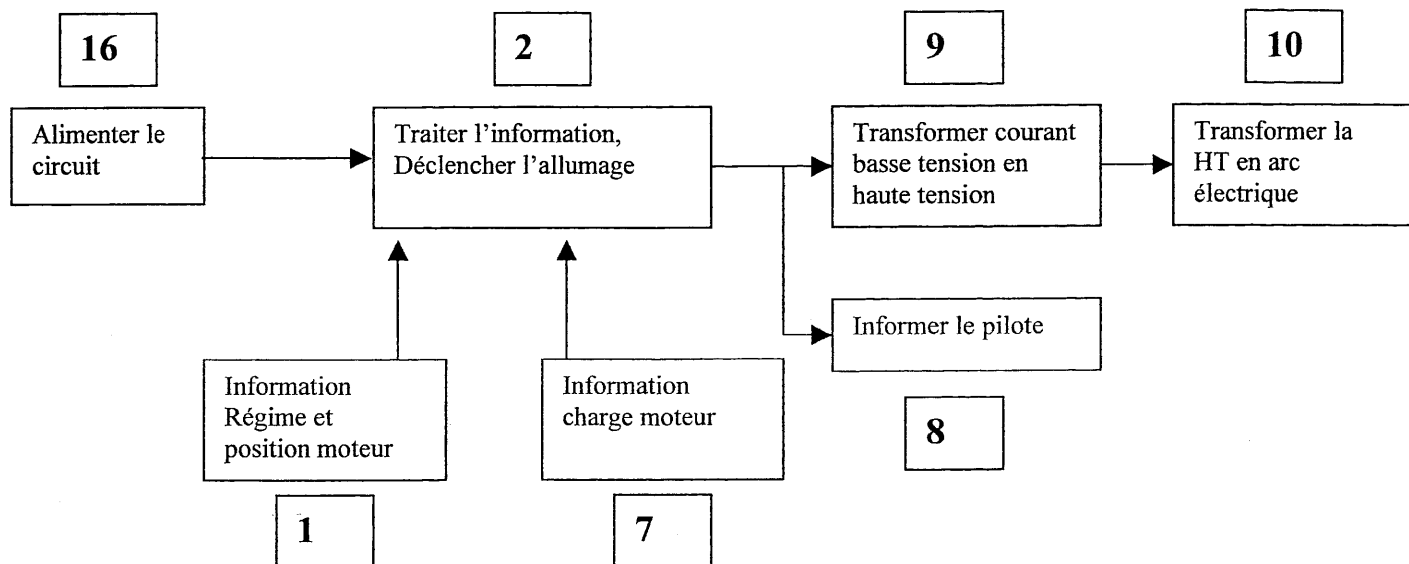 16
2
9
10
Alimenter le
circuit
Traiter l'information,
Déclencher l'allumage
Transformer courant
basse tension en
haute tension
Transformer la
HT en arc
électrique
Informer le pilote
Information
Régime et
position moteur
Information
charge moteur
8
1
7